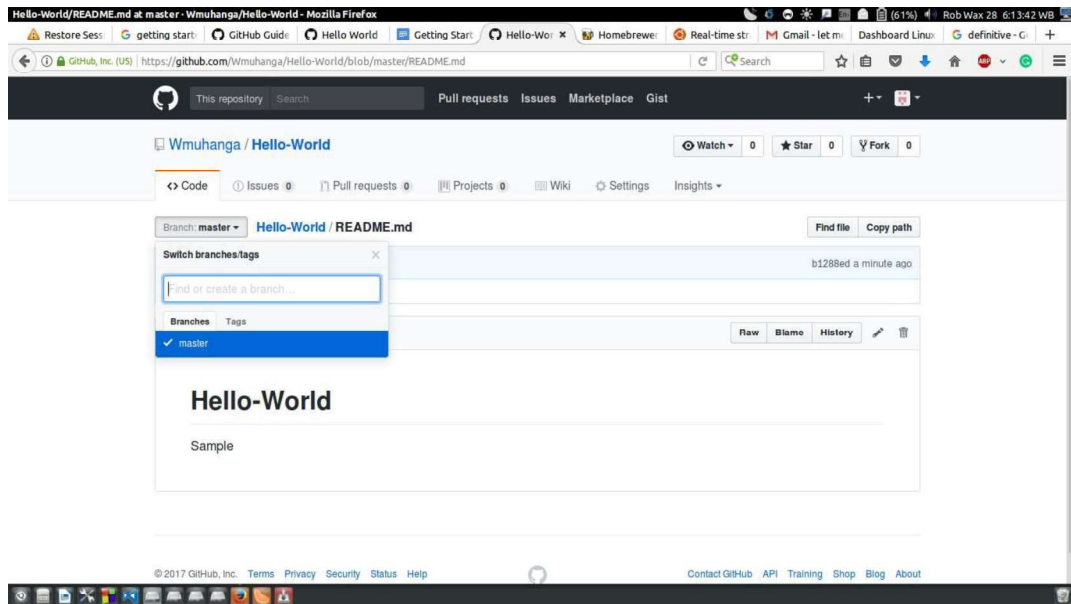 Hello-World/README.md at master · Wmuhanga/Hello-World - Mozilla Firefox (61%) Rob Wax 28 6:13:42 WB
Restore Sess getting start GitHub Guide Hello World Getting Start Hello-Wor Homebrewer Real-time str Gmail - let m Dashboard Linux definitive - G
GitHub, Inc. (US) https://github.com/Wmuhanga/Hello-World/blob/master/README.md Search ABP
This repository Search Pull requests Issues Marketplace Gist
Wmuhanga / Hello-World Watch 0 Star 0 Fork 0
Code Issues 0 Pull requests 0 Projects 0 Wiki Settings Insights
Branch: master Hello-World / README.md Find file Copy path
Switch branches/tags
b1288ed a minute ago
Find or create a branch…
Branches Tags
Raw Blame History
master
Hello-World
Sample
© 2017 GitHub, Inc. Terms Privacy Security Status Help Contact GitHub API Training Shop Blog About